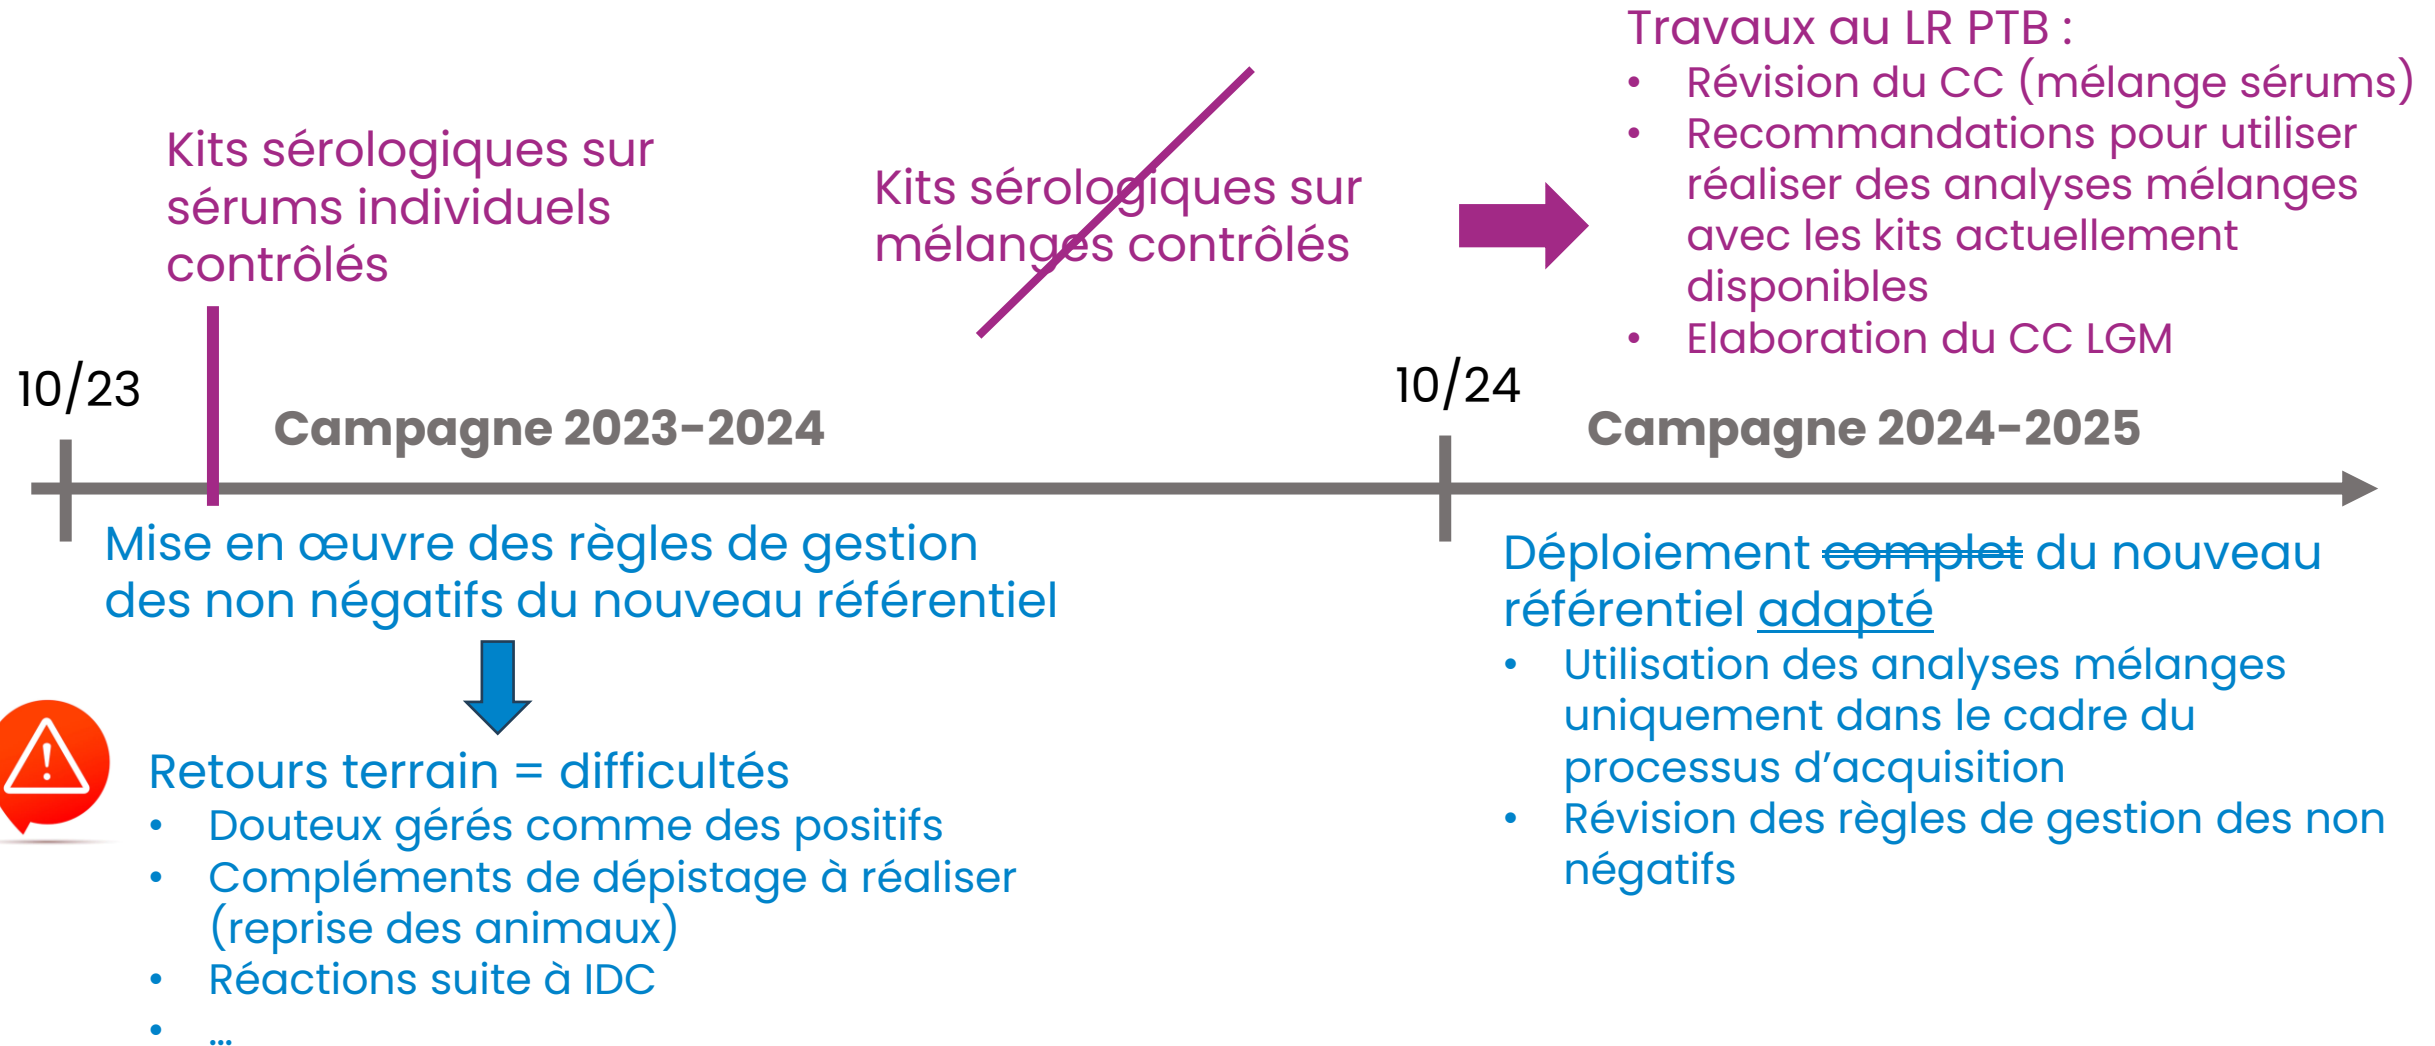 Travaux au LR PTB :
• Révision du CC (mélange sérums)
• Recommandations pour utiliser
réaliser des analyses mélanges
avec les kits actuellement
disponibles
• Elaboration du CC LGM
Kits sérologiques sur
sérums individuels
contrôlés
Kits sérologiques sur
mélanges contrôlés
10/23
Campagne 2023-2024
10/24
Campagne 2024-2025
Mise en œuvre des règles de gestion
des non négatifs du nouveau référentiel
Retours terrain = difficultés
• Douteux gérés comme des positifs
• Compléments de dépistage à réaliser
(reprise des animaux)
• Réactions suite à IDC
• ...
Déploiement complet du nouveau
référentiel adapté
• Utilisation des analyses mélanges
uniquement dans le cadre du
processus d’acquisition
• Révision des règles de gestion des non
négatifs